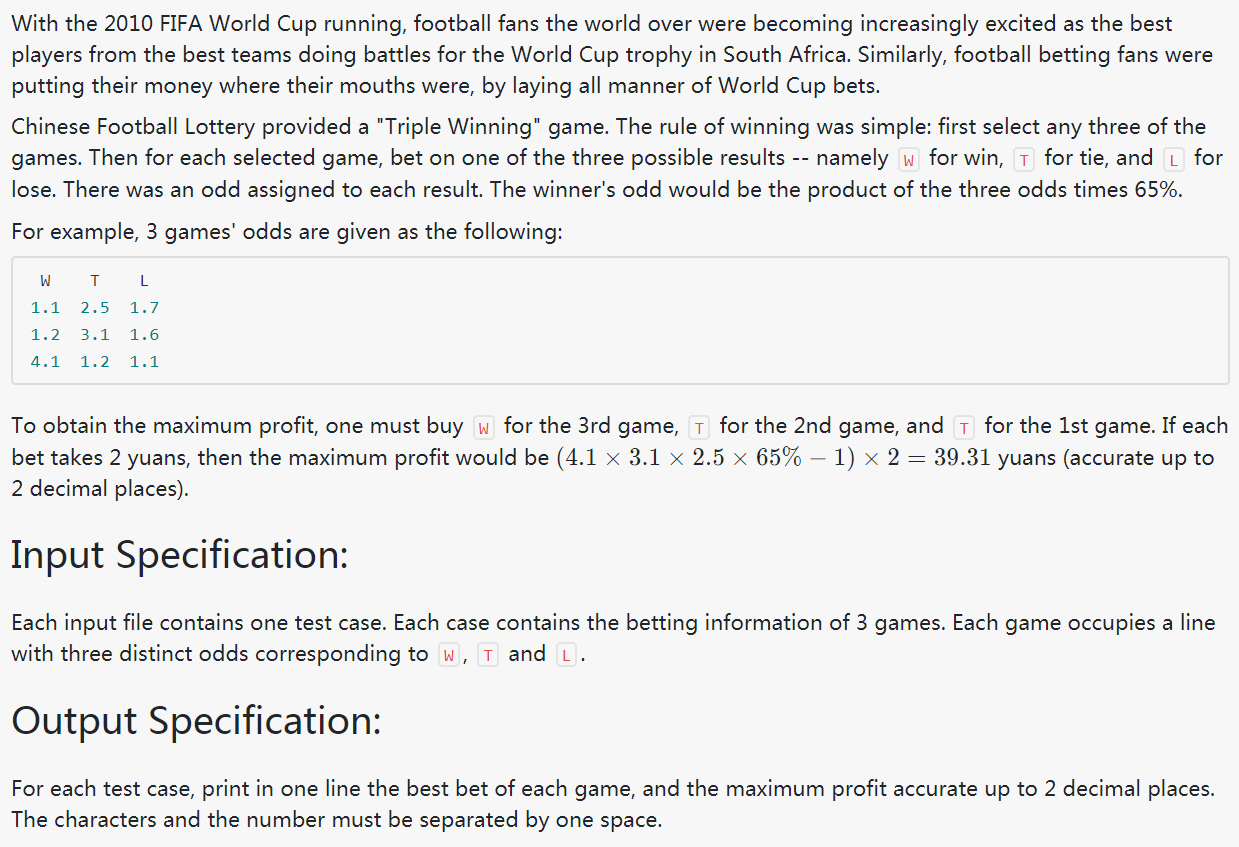 With the 2010 FIFA World Cup running, football fans the world over were becoming increasingly excited as the best
players from the best teams doing battles for the World Cup trophy in South Africa. Similarly, football betting fans were
putting their money where their mouths were, by laying all manner of World Cup bets.
Chinese Football Lottery provided a "Triple Winning" game. The rule of winning was simple: first select any three of the
games. Then for each selected game, bet on one of the three possible results -- namely W for win, T for tie, and L for
lose. There was an odd assigned to each result. The winner's odd would be the product of the three odds times 65%.
For example, 3 games' odds are given as the following:
W T L
1.1 2.5 1.7
1.2 3.1 1.6
4.1 1.2 1.1
To obtain the maximum profit, one must buy W for the 3rd game, T for the 2nd game, and T for the 1st game. If each
bet takes 2 yuans, then the maximum profit would be (4.1 × 3.1 × 2.5 × 65% − 1) × 2 = 39.31 yuans (accurate up to
2 decimal places).
Input Specification:
Each input file contains one test case. Each case contains the betting information of 3 games. Each game occupies a line
with three distinct odds corresponding to W, T and L.
Output Specification:
For each test case, print in one line the best bet of each game, and the maximum profit accurate up to 2 decimal places.
The characters and the number must be separated by one space.